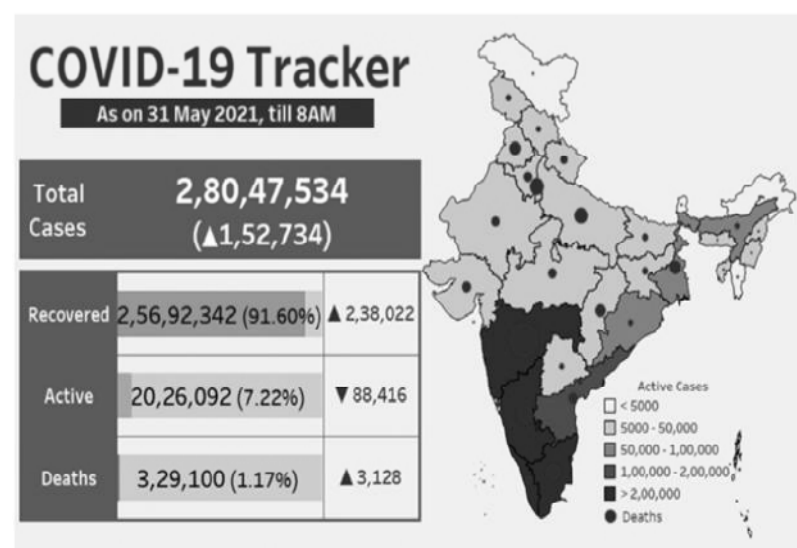 COVID-19 Tracker
As on 31 May 2021, till 8AM
Total
Cases
2,80,47,534
(▲1,52,734)
Recovered 2,56,92,342 (91.60%) ▲ 2,38,022
Active 20,26,092 (7.22%) ▼ 88,416
Deaths 3,29,100 (1.17%) ▲ 3,128
Active Cases
< 5000
5000 - 50,000
50,000 - 1,00,000
1,00,000 - 2,00,000
> 2,00,000
Deaths